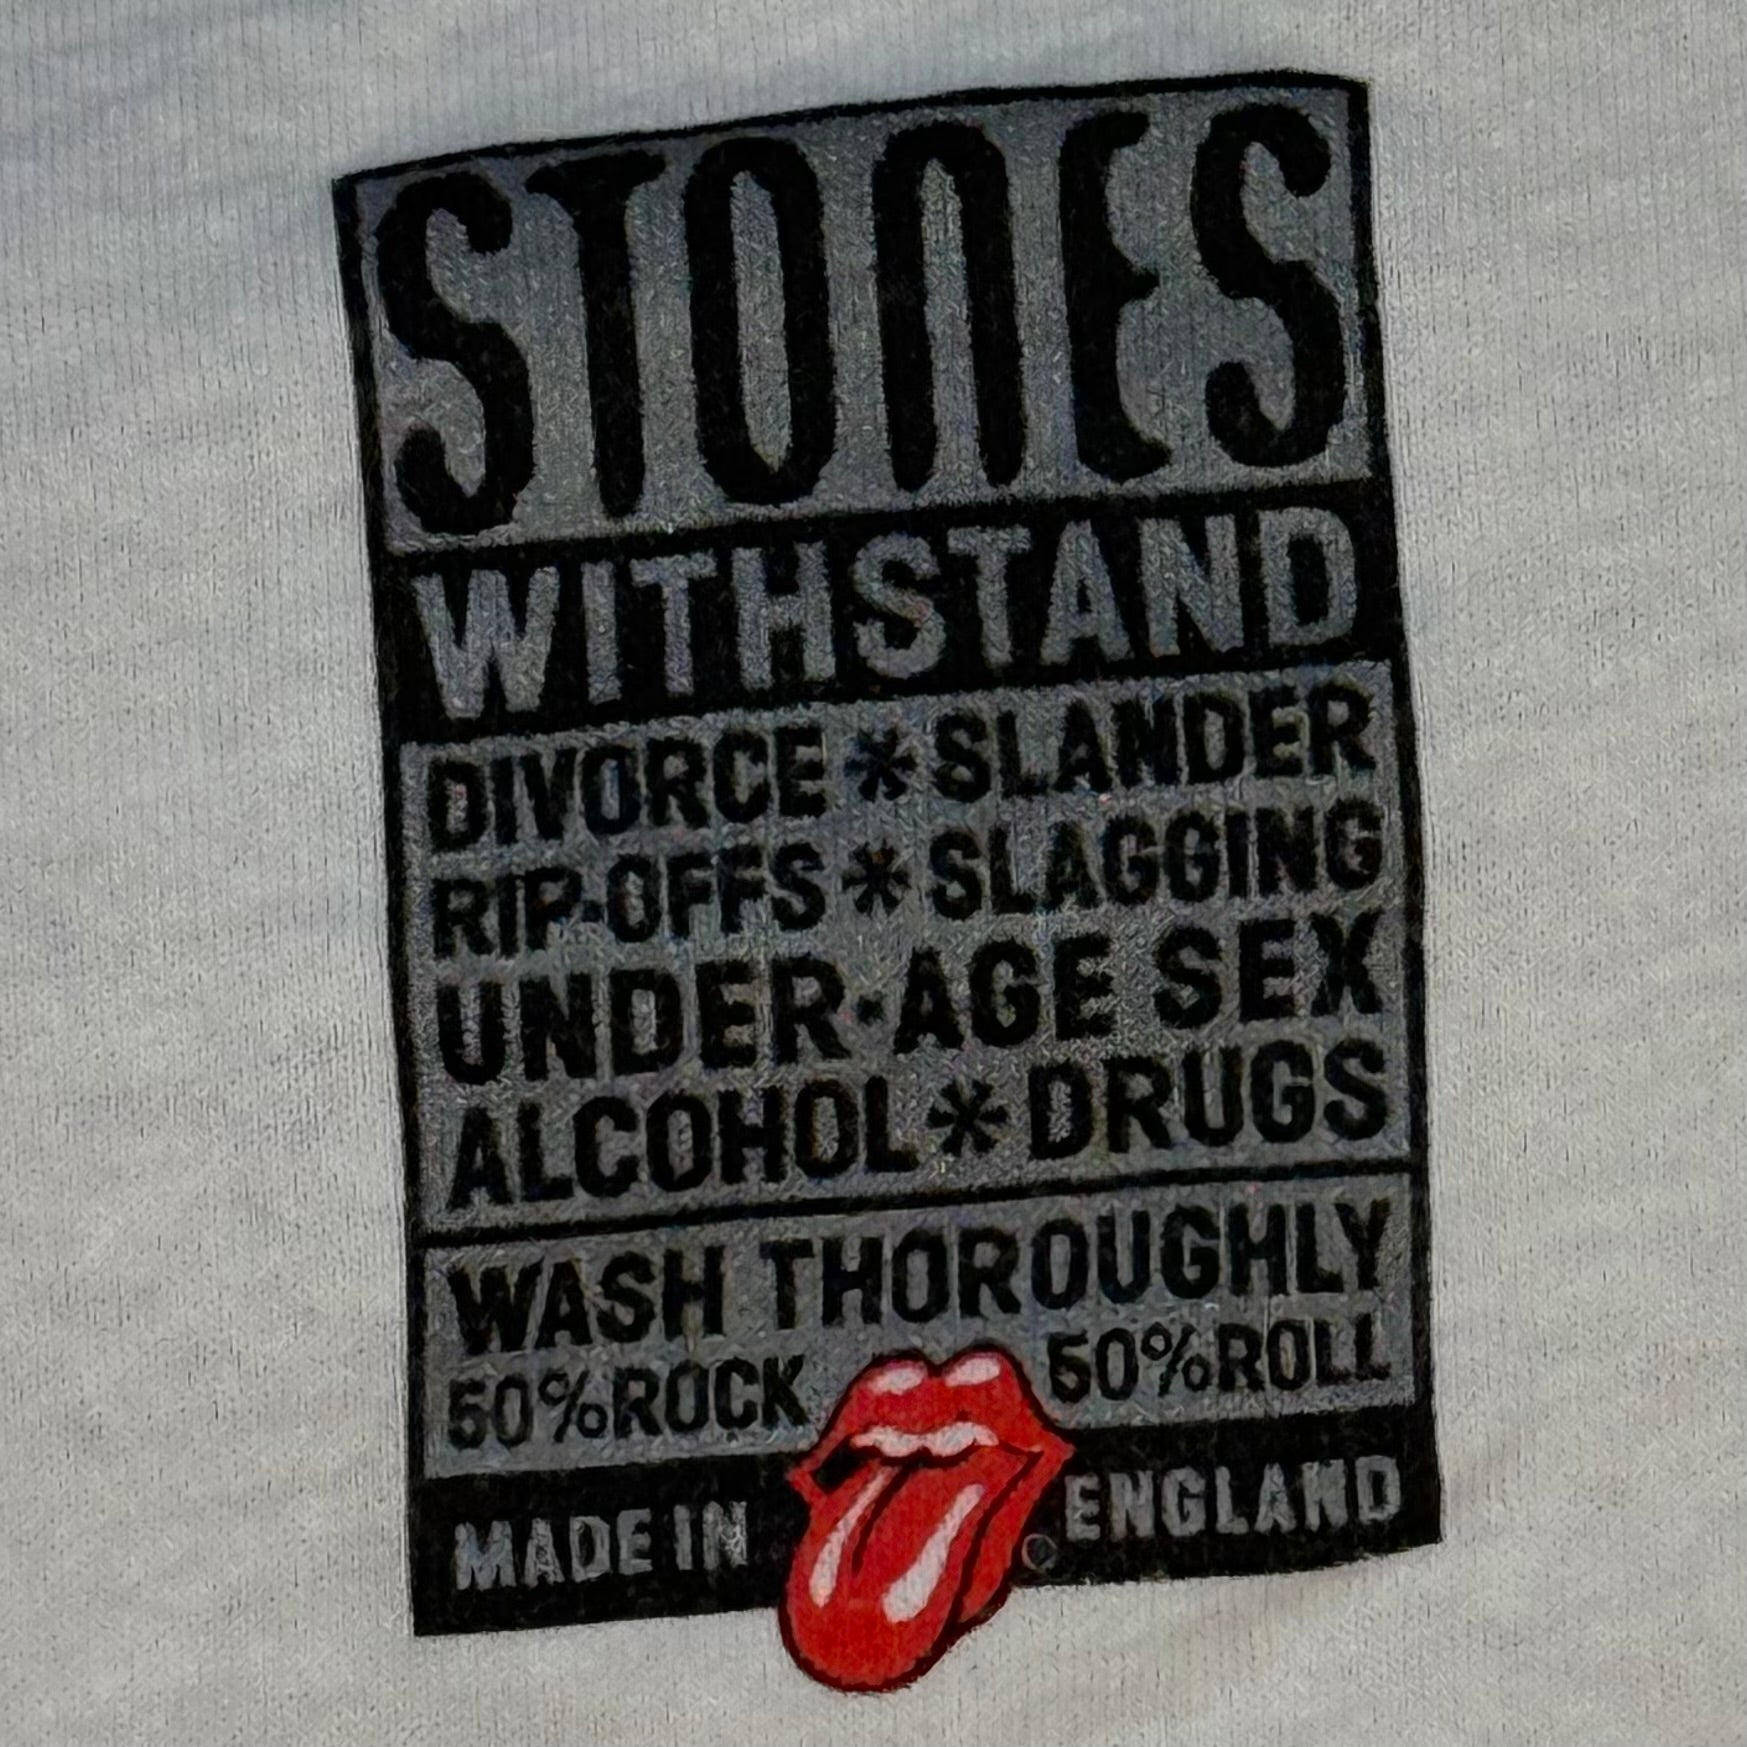 STONES
WITHSTAND
DIVORCE * SLANDER
RIP-OFFS * SLAGGING
UNDER·AGE SEX
ALCOHOL * DRUGS
WASH THOROUGHLY
50%ROCK 50%ROLL
MADE IN ENGLAND